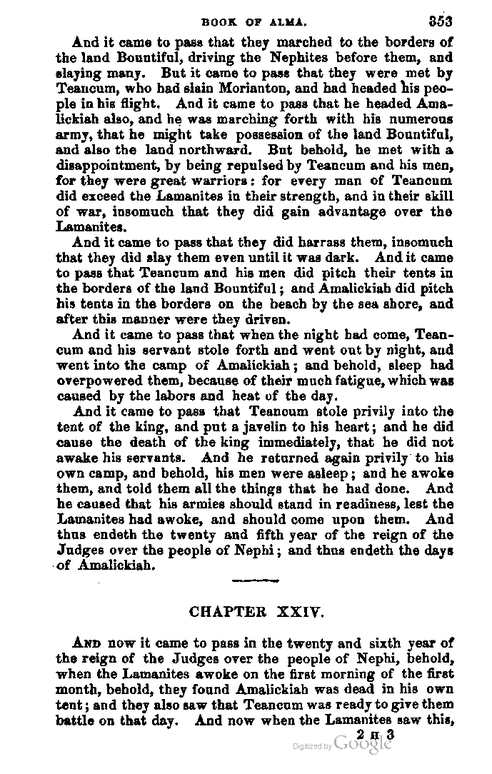 BOOK OF ALMA. 353
And it came to pass that they marched to the borders of
the land Bountiful, driving the Nephites before them, and
slaying many. But it came to pass that they were met by
Teancum, who had slain Morianton, and had headed his peo-
ple in his flight. And it came to pass that he headed Ama-
lickiah also, and he was marching forth with his numerous
army, that he might take possession of the land Bountiful,
and also the land northward. But behold, he met with a
disappointment, by being repulsed by Teancum and his men,
for they were great warriors: for every man of Teancum
did exceed the Lamanites in their strength, and in their skill
of war, insomuch that they did gain advantage over the
Lamanites.
And it came to pass that they did harrass them, insomuch
that they did slay them even until it was dark. And it came
to pass that Teancum and his men did pitch their tents in
the borders of the land Bountiful; and Amalickiah did pitch
his tents in the borders on the beach by the sea shore, and
after this manner were they driven.
And it came to pass that when the night had come, Tean-
cum and his servant stole forth and went out by night, and
went into the camp of Amalickiah; and behold, sleep had
overpowered them, because of their much fatigue, which was
caused by the labors and heat of the day.
And it came to pass that Teancum stole privily into the
tent of the king, and put a javelin to his heart; and he did
cause the death of the king immediately, that he did not
awake his servants. And he returned again privily to his
own camp, and behold, his men were asleep; and he awoke
them, and told them all the things that he had done. And
he caused that his armies should stand in readiness, lest the
Lamanites had awoke, and should come upon them. And
thus endeth the twenty and fifth year of the reign of the
Judges over the people of Nephi; and thus endeth the days
of Amalickiah.
CHAPTER XXIV.
AND now it came to pass in the twenty and sixth year of
the reign of the Judges over the people of Nephi, behold,
when the Lamanites awoke on the first morning of the first
month, behold, they found Amalickiah was dead in his own
tent; and they also saw that Teancum was ready to give them
battle on that day. And now when the Lamanites saw this,
2 H 3
Digitized by Google